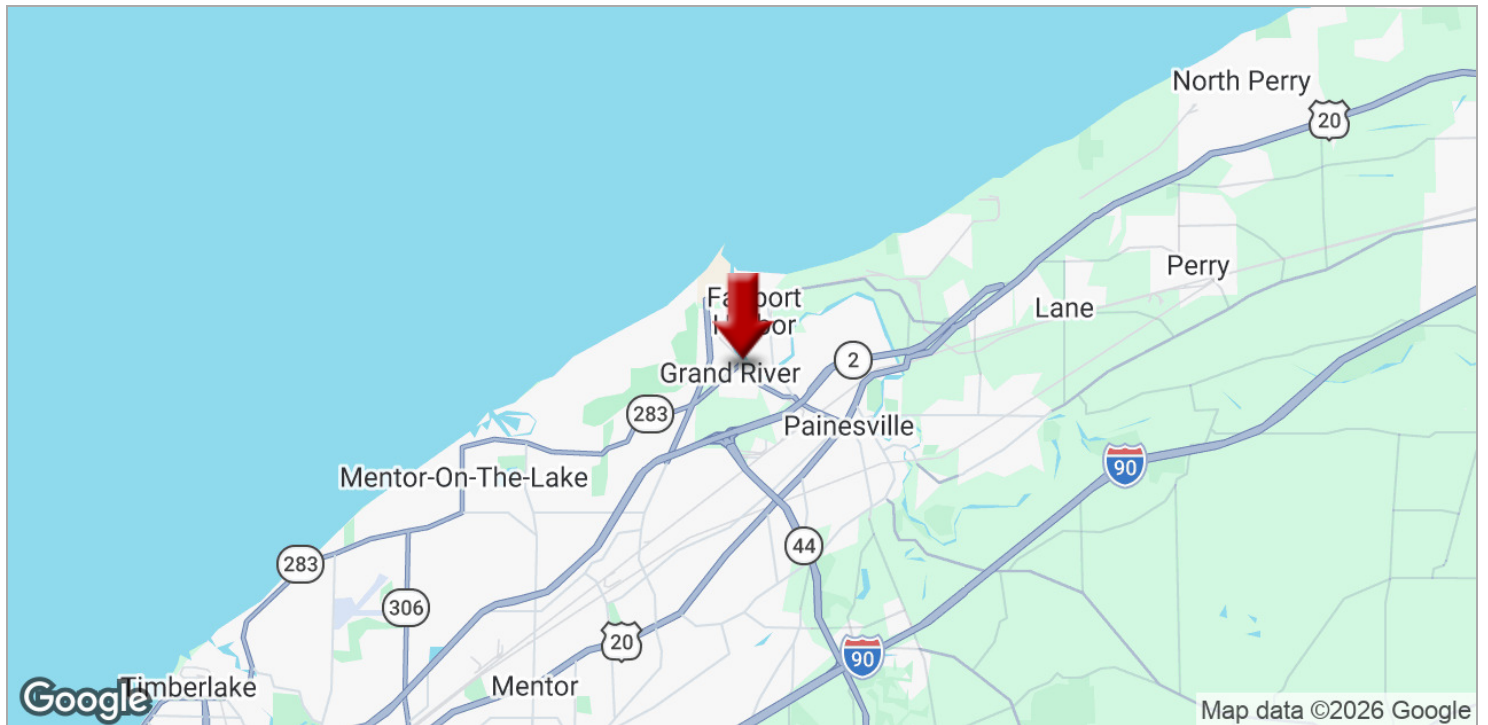 North Perry
20
Perry
Lane
Grand River
2
283
Painesville
90
Mentor-On-The-Lake
44
283
306
20
90
Timberlake
Mentor
Google
Map data ©2026 Google